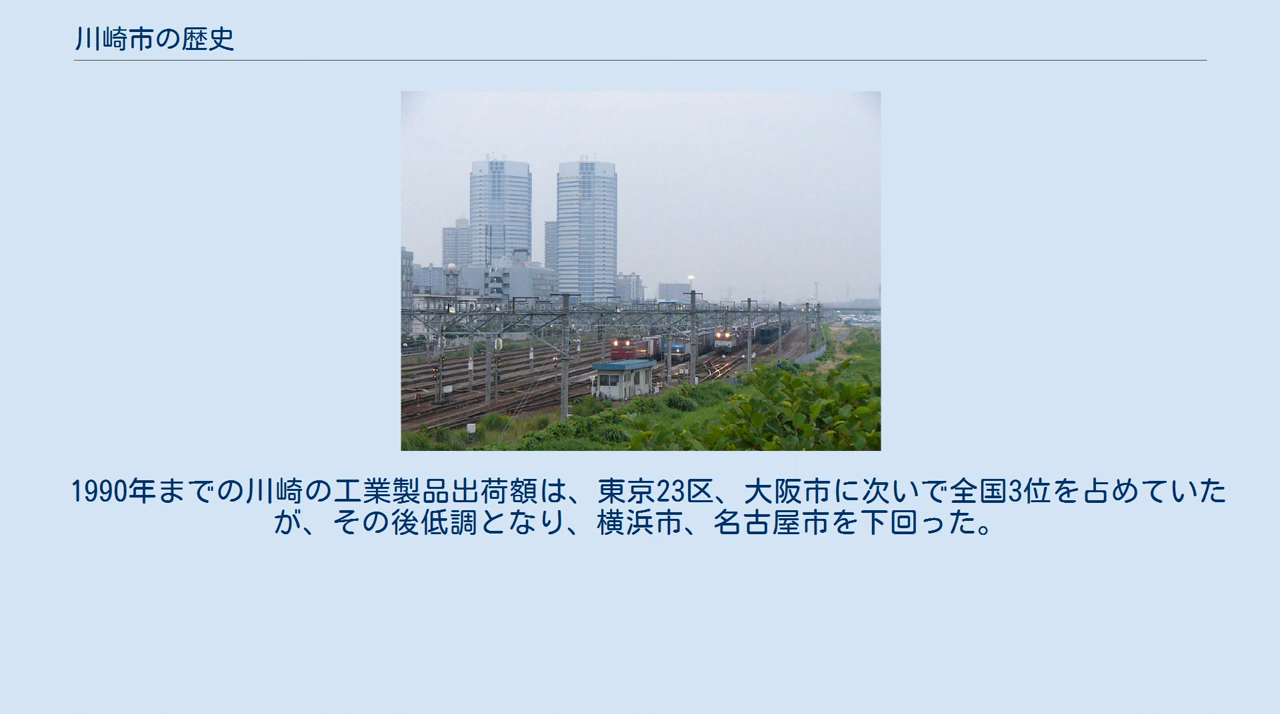 川崎市の歴史
1990年までの川崎の工業製品出荷額は、東京23区、大阪市に次いで全国3位を占めていた
が、その後低調となり、横浜市、名古屋市を下回った。